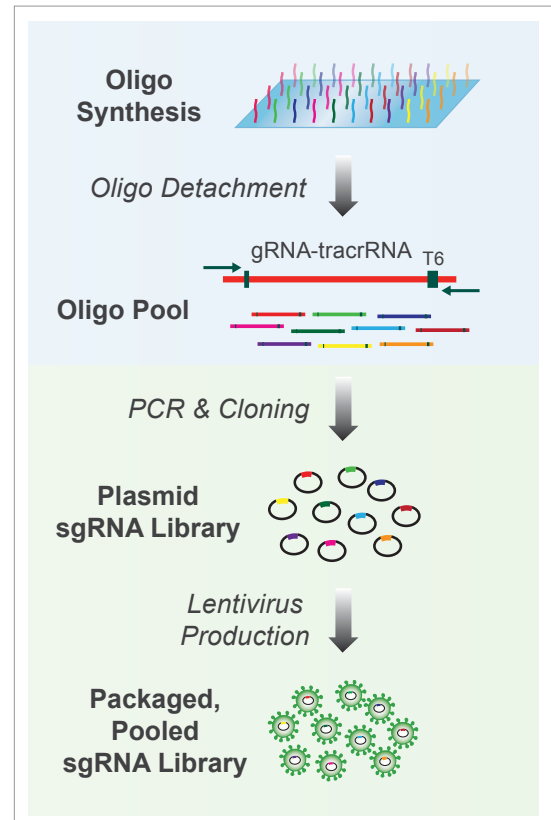 Oligo
Synthesis
Oligo Detachment
gRNA-tracrRNA T6
Oligo Pool
PCR & Cloning
Plasmid
sgRNA Library
Lentivirus
Production
Packaged,
Pooled
sgRNA Library